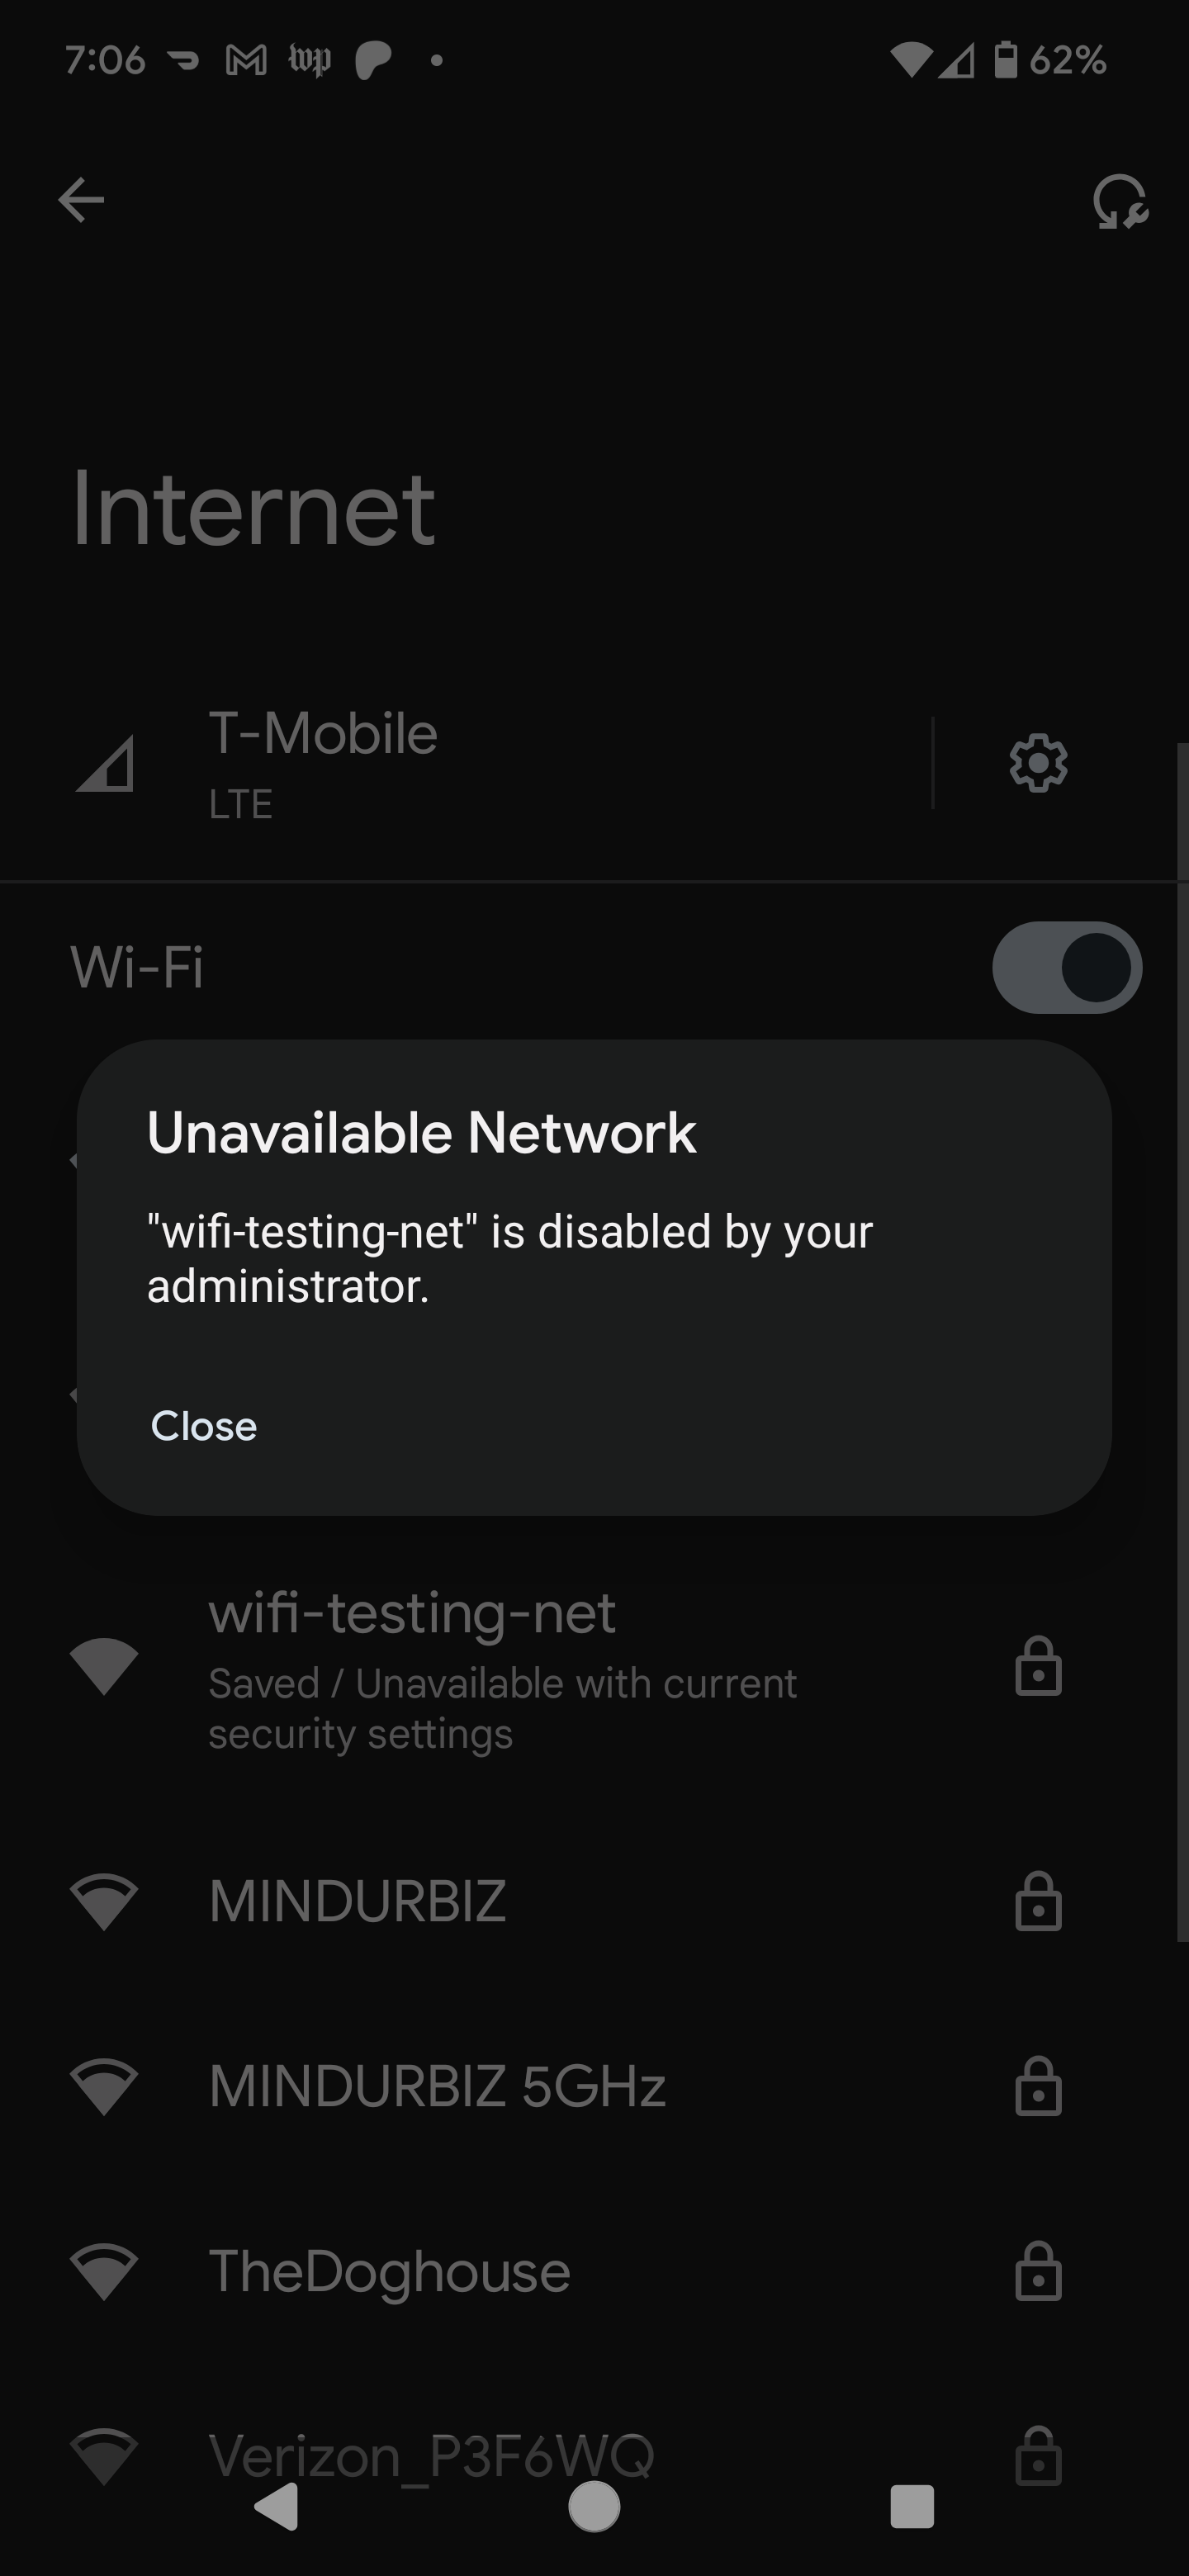 7:06
wp
62%
Internet
T-Mobile
LTE
Wi-Fi
Unavailable Network
"wifi-testing-net" is disabled by your
administrator.
Close
wifi-testing-net
Saved / Unavailable with current
security settings
MINDURBIZ
MINDURBIZ 5GHz
TheDoghouse
Verizon_P3F6WQ